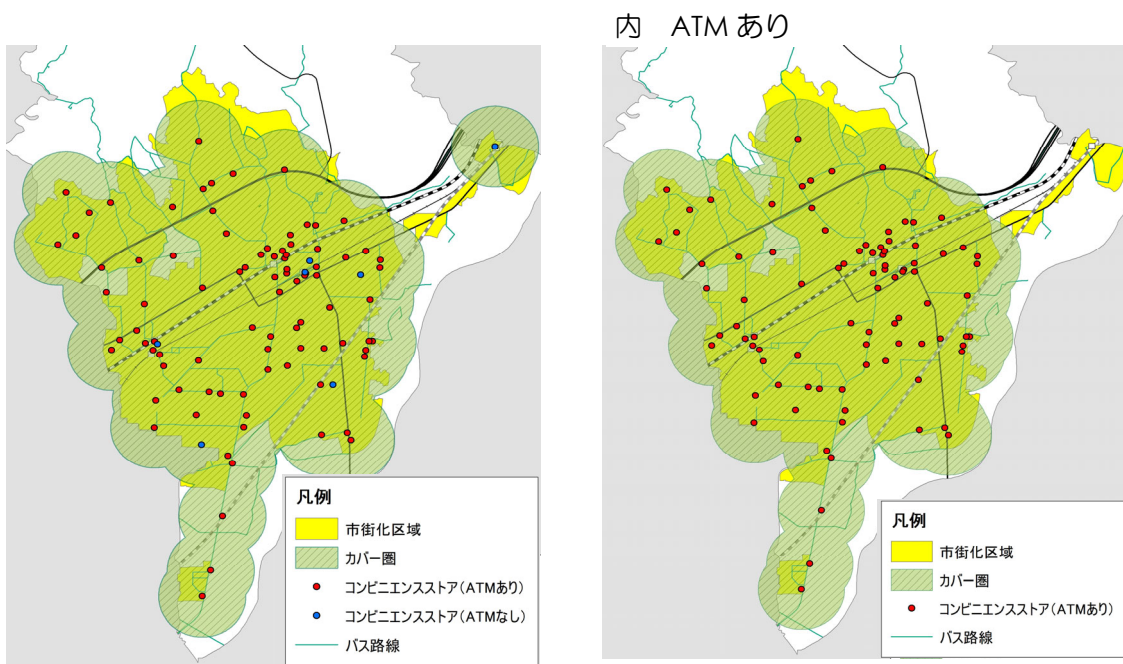 内　ATM あり
凡例
市街化区域
カバー圏
コンビニエンスストア(ATMあり)
コンビニエンスストア(ATMなし)
バス路線
凡例
市街化区域
カバー圏
コンビニエンスストア(ATMあり)
バス路線